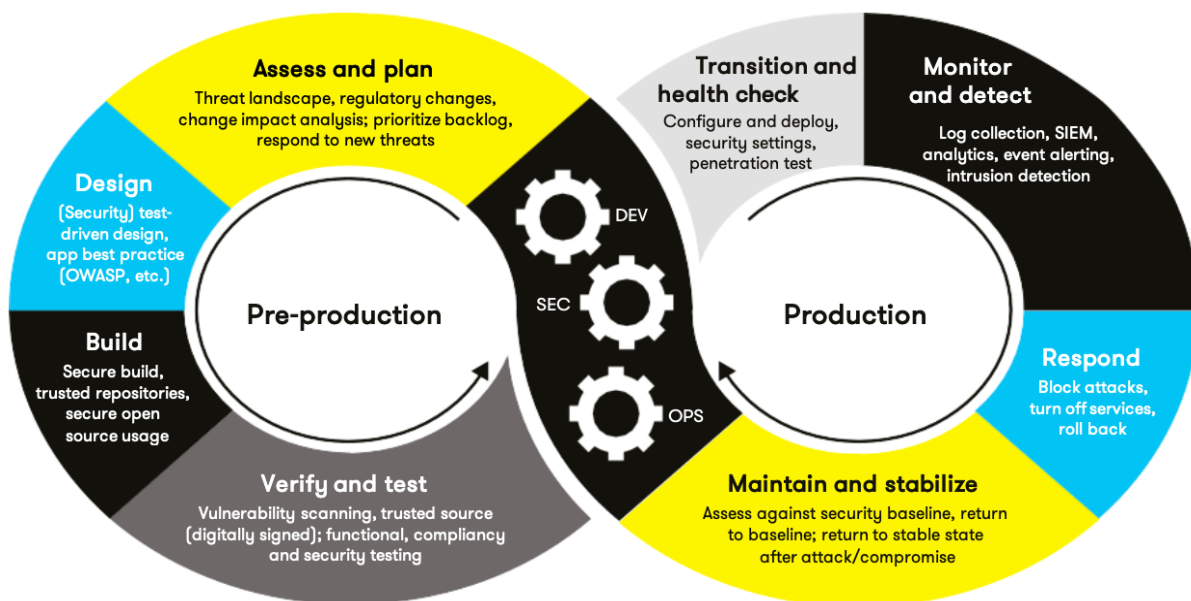 Assess and plan
Threat landscape, regulatory changes,
change impact analysis; prioritize backlog,
respond to new threats
Design
(Security) test-
driven design,
app best practice
(OWASP, etc.)
Build
Secure build,
trusted repositories,
secure open
source usage
Verify and test
Vulnerability scanning, trusted source
(digitally signed); functional, compliancy
and security testing
Pre-production
DEV
SEC
OPS
Transition and
health check
Configure and deploy,
security settings,
penetration test
Monitor
and detect
Log collection, SIEM,
analytics, event alerting,
intrusion detection
Production
Respond
Block attacks,
turn off services,
roll back
Maintain and stabilize
Assess against security baseline, return
to baseline; return to stable state
after attack/compromise